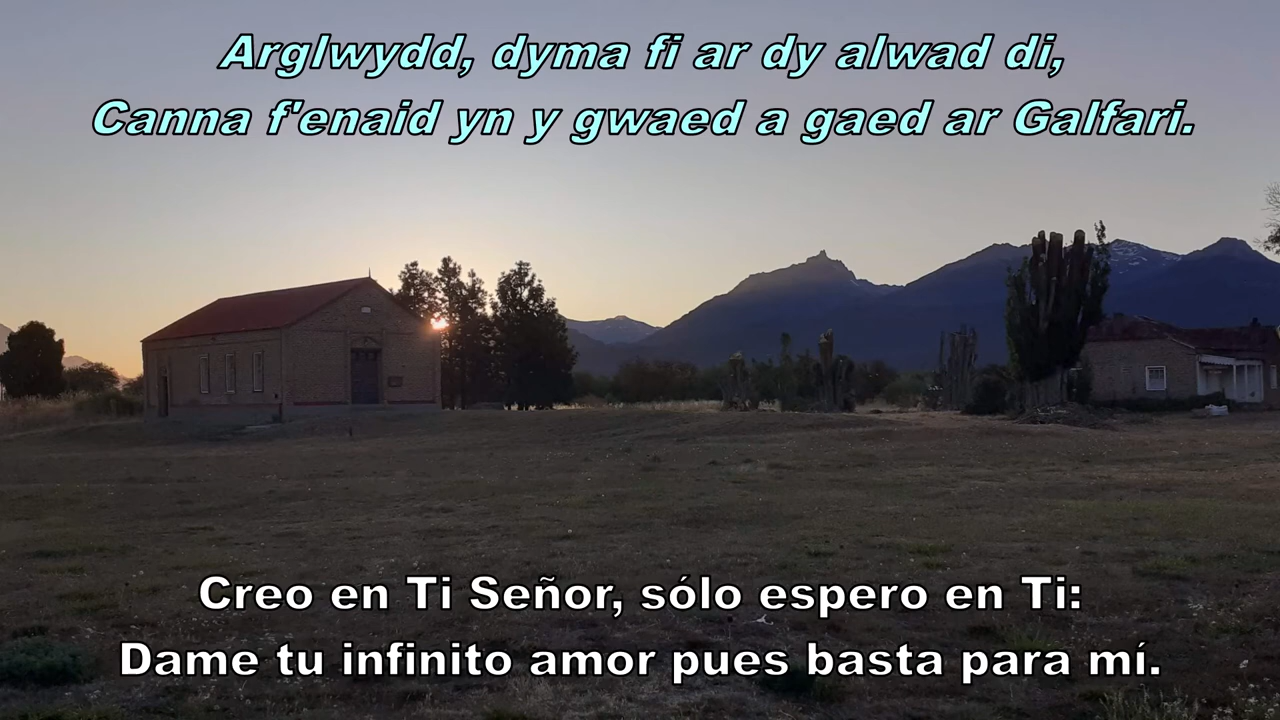 Arglwydd, dyma fi ar dy alwad di,
Canna f'enaid yn y gwaed a gaed ar Galfari.
Creo en Ti Señor, sólo espero en Ti:
Dame tu infinito amor pues basta para mí.